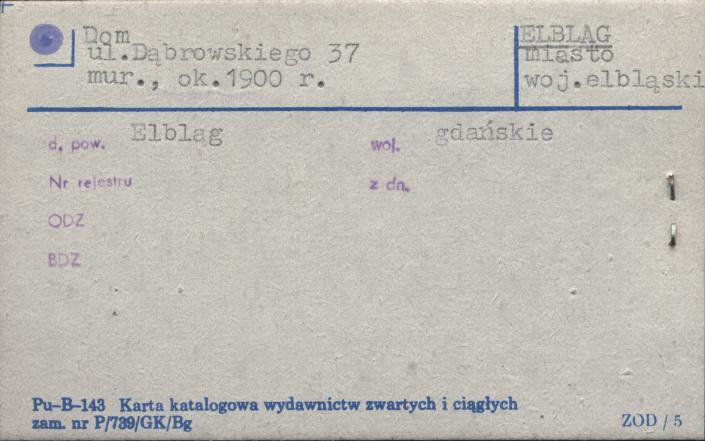 Dom
ul.Dąbrowskiego 37
mur., ok.1900 r.
ELBLĄG
miasto
woj.elbląski
d. pow. Elbląg
woj. gdańskie
Nr rejestru
z dn.
ODZ
BDZ
Pu-B-143 Karta katalogowa wydawnictw zwartych i ciągłych
zam. nr P/739/GK/Bg
ZOD / 5